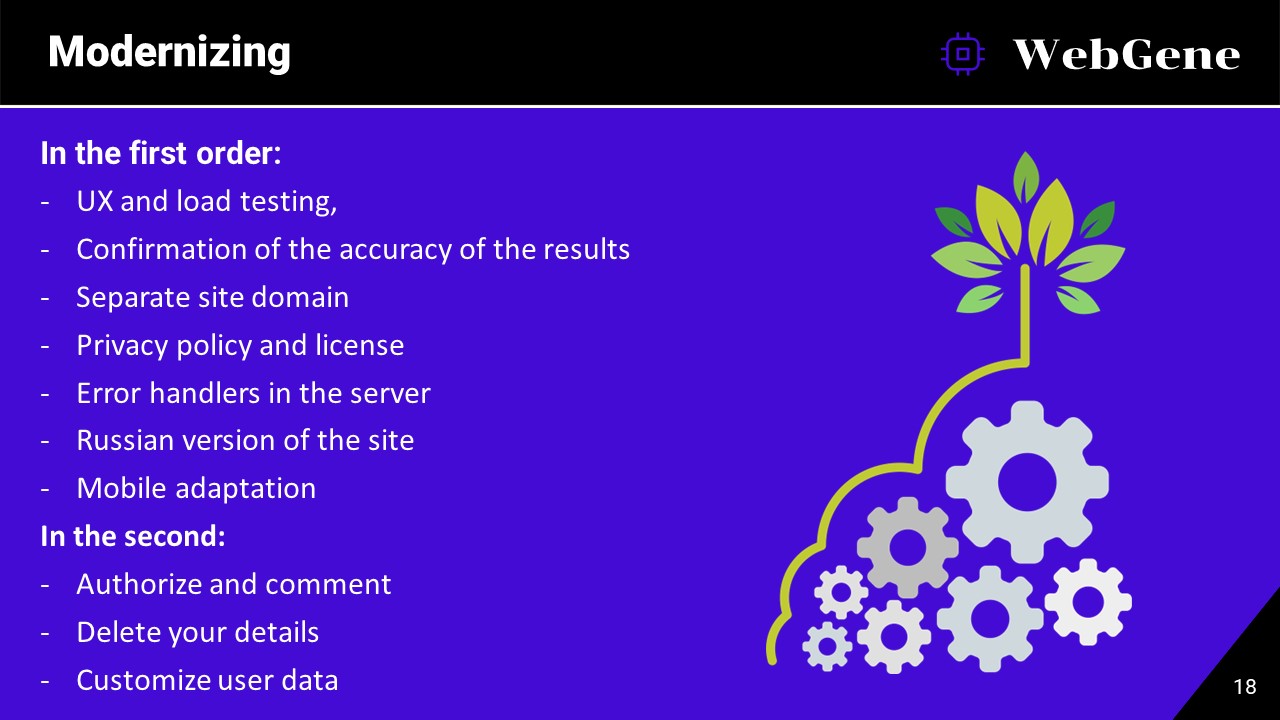 Modernizing
WebGene
In the first order:
- UX and load testing,
- Confirmation of the accuracy of the results
- Separate site domain
- Privacy policy and license
- Error handlers in the server
- Russian version of the site
- Mobile adaptation
In the second:
- Authorize and comment
- Delete your details
- Customize user data
18